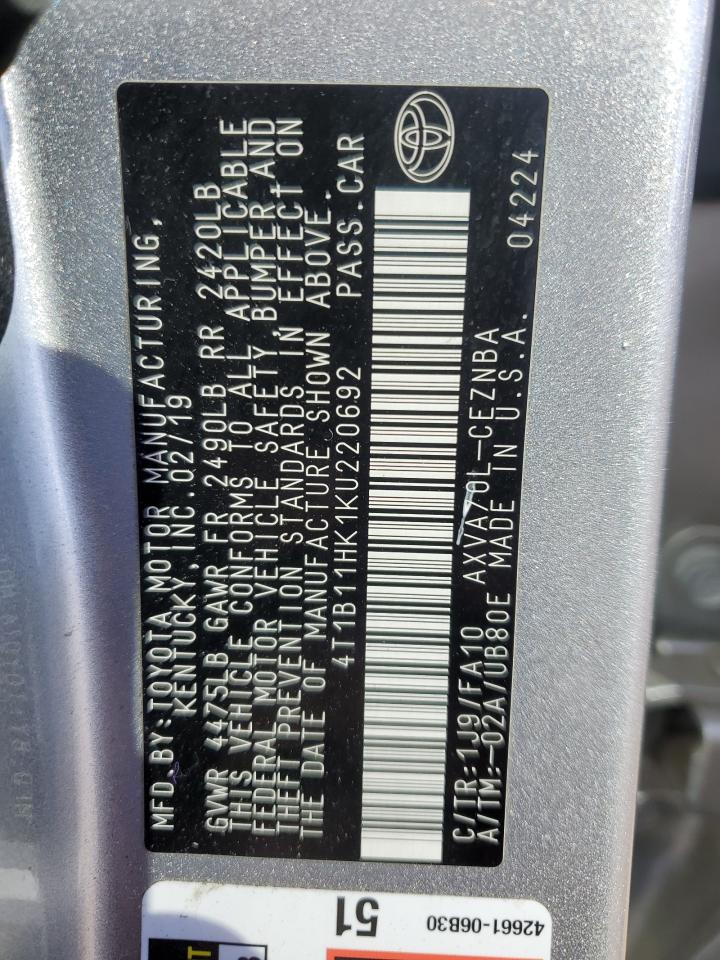 MFD.BY:TOYOTA MOTOR MANUFACTURING,
KENTUCKY, INC.02/19
GVWR 4475LB GAWR FR 2490LB RR 2420LB
THIS VEHICLE CONFORMS TO ALL APPLICABLE
FEDERAL MOTOR VEHICLE SAFETY, BUMPER, AND
THEFT PREVENTION STANDARDS IN EFFECT ON
THE DATE OF MANUFACTURE SHOWN ABOVE.
4T1B11HK1KU220692 PASS.CAR
C/TR:1J9/FA10 AXVA70L-CEZNBA
A/TM:-02A/UB80E MADE IN U.S.A. 04224
51
42661-06B30